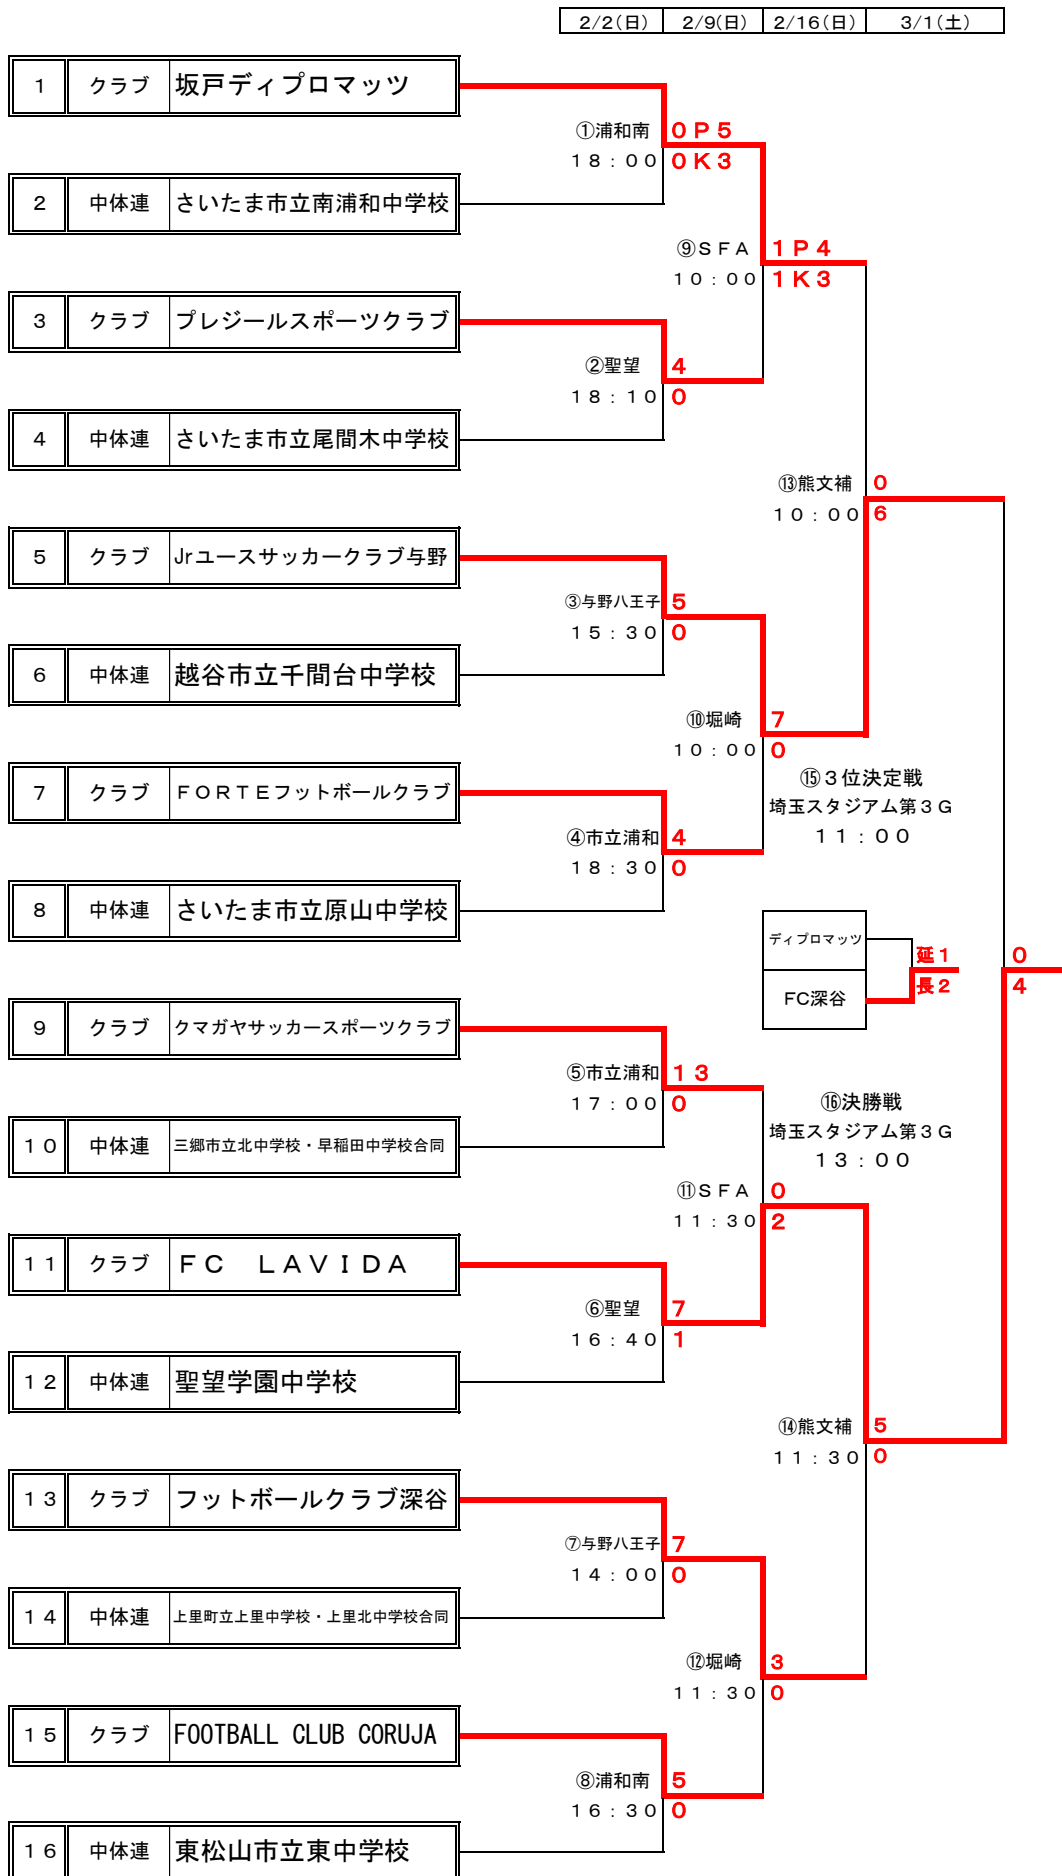 2/2(日) 2/9(日) 2/16(日) 3/1(土)
1 クラブ 坂戸ディプロマッツ
①浦和南 0P5
18：00 0K3
2 中体連 さいたま市立南浦和中学校
⑨SFA 1P4
10：00 1K3
3 クラブ プレジールスポーツクラブ
②聖望 4
18：10 0
4 中体連 さいたま市立尾間木中学校
⑬熊文補 0
10：00 6
5 クラブ Jrユースサッカークラブ与野
③与野八王子 5
15：30 0
6 中体連 越谷市立千間台中学校
⑩堀崎 7
10：00 0
7 クラブ FORTEフットボールクラブ
⑮３位決定戦
埼玉スタジアム第３G
11：00
④市立浦和 4
18：30 0
8 中体連 さいたま市立原山中学校
ディプロマッツ
延1 0
長2 4
FC深谷
9 クラブ クマガヤサッカースポーツクラブ
⑤市立浦和 13
17：00 0
⑯決勝戦
埼玉スタジアム第３G
13：00
10 中体連 三郷市立北中学校・早稲田中学校合同
⑪SFA 0
11：30 2
11 クラブ FC　LAVIDA
⑥聖望 7
16：40 1
12 中体連 聖望学園中学校
⑭熊文補 5
11：30 0
13 クラブ フットボールクラブ深谷
⑦与野八王子 7
14：00 0
14 中体連 上里町立上里中学校・上里北中学校合同
⑫堀崎 3
11：30 0
15 クラブ FOOTBALL CLUB CORUJA
⑧浦和南 5
16：30 0
16 中体連 東松山市立東中学校